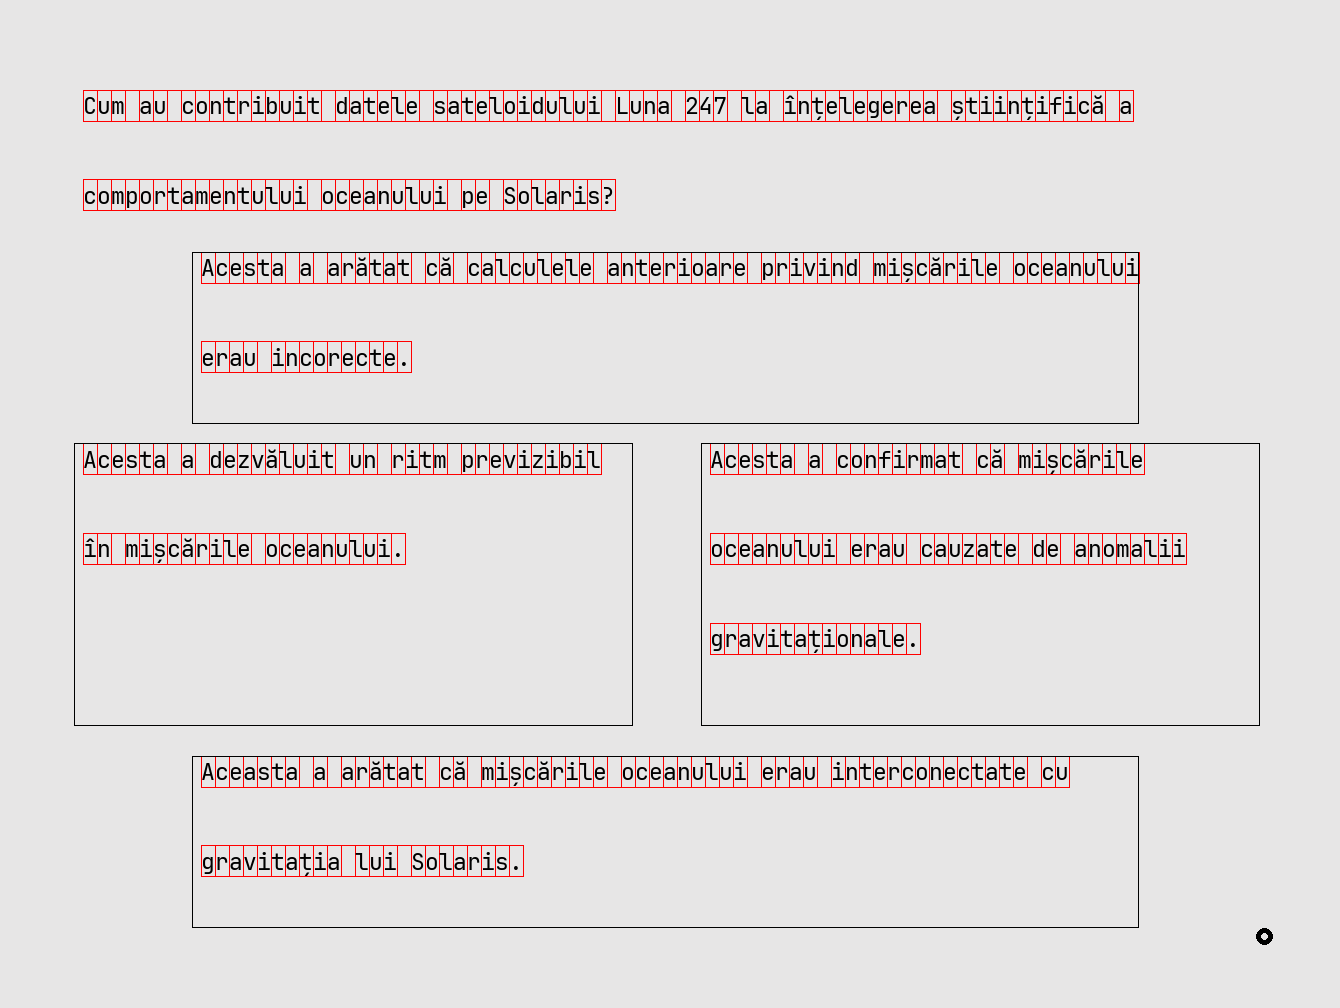 Cum au contribuit datele sateloidului Luna 247 la înțelegerea științifică a
comportamentului oceanului pe Solaris?
Acesta a arătat că calculele anterioare privind mișcările oceanului
erau incorecte.
Acesta a dezvăluit un ritm previzibil
în mișcările oceanului.
Acesta a confirmat că mișcările
oceanului erau cauzate de anomalii
gravitaționale.
Aceasta a arătat că mișcările oceanului erau interconectate cu
gravitația lui Solaris.